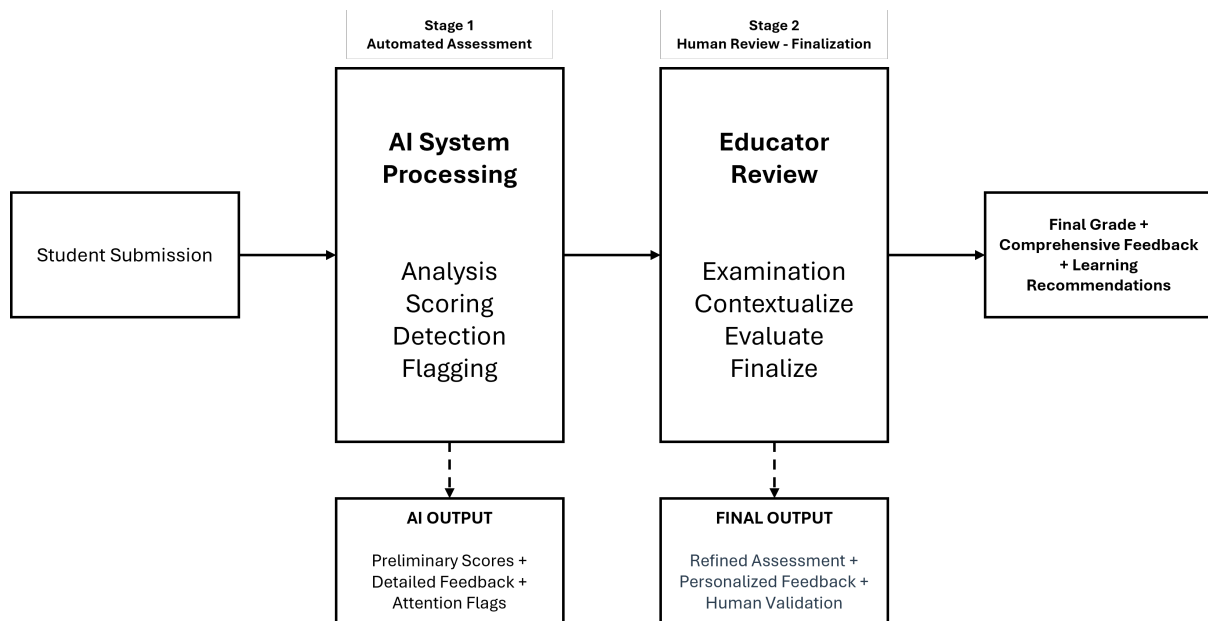 Stage 1
Automated Assessment
Stage 2
Human Review - Finalization
Student Submission
AI System
Processing
Analysis
Scoring
Detection
Flagging
Educator
Review
Examination
Contextualize
Evaluate
Finalize
Final Grade +
Comprehensive Feedback
+ Learning
Recommendations
AI OUTPUT
Preliminary Scores +
Detailed Feedback +
Attention Flags
FINAL OUTPUT
Refined Assessment +
Personalized Feedback +
Human Validation